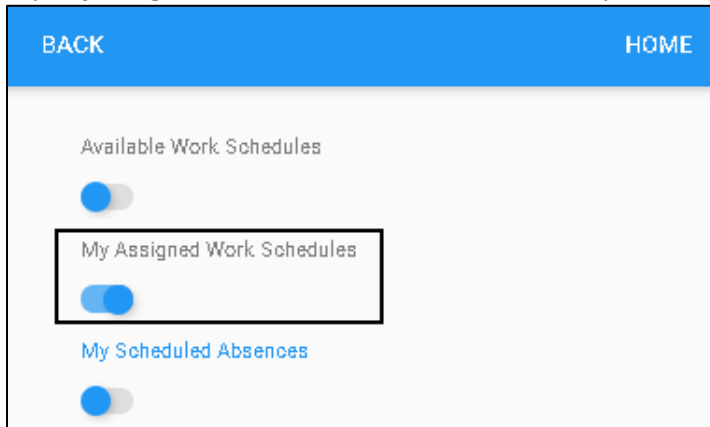 BACK HOME
Available Work Schedules
My Assigned Work Schedules
My Scheduled Absences